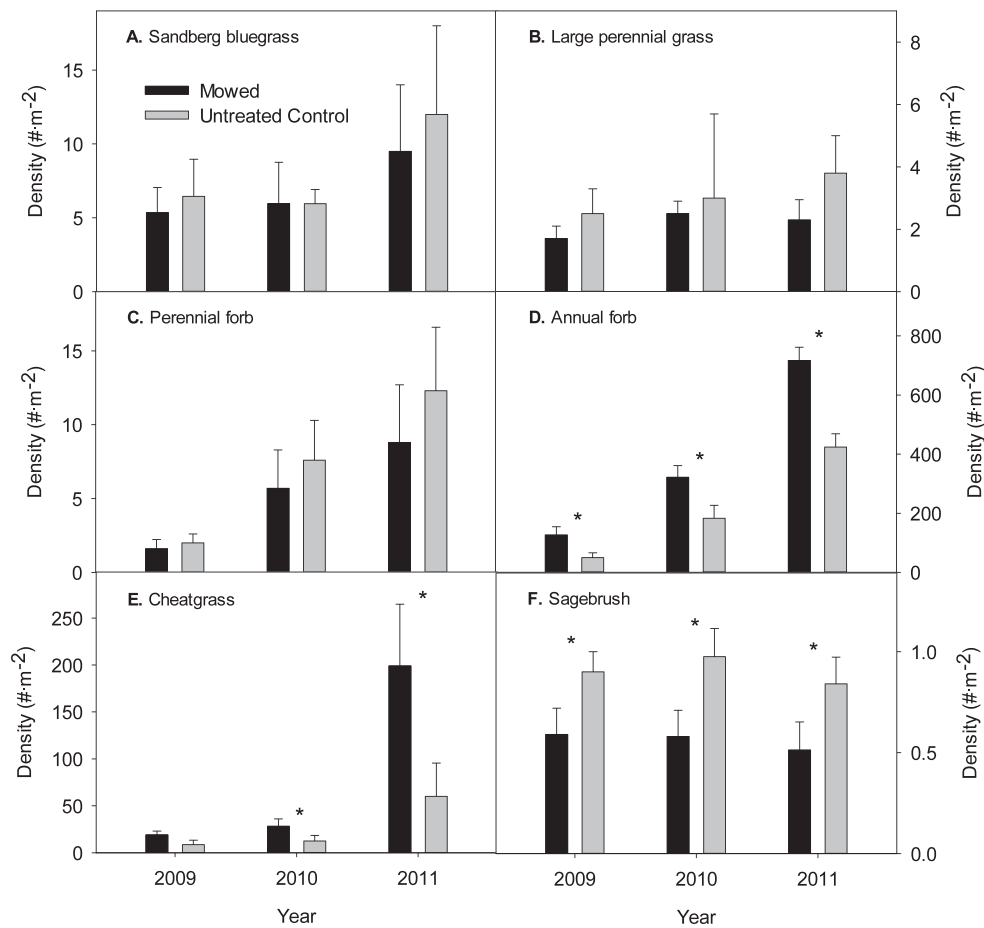 A. Sandberg bluegrass
Mowed
Untreated Control
Density (#·m-2)
15
10
5
0
B. Large perennial grass
8
6
4
2
0
Density (#·m-2)
C. Perennial forb
Density (#·m-2)
15
10
5
0
D. Annual forb
*
*
*
800
600
400
200
0
Density (#·m-2)
E. Cheatgrass
*
*
Density (#·m-2)
250
200
150
100
50
0
2009 2010 2011
Year
F. Sagebrush
*
*
*
1.0
0.5
0.0
Density (#·m-2)
2009 2010 2011
Year